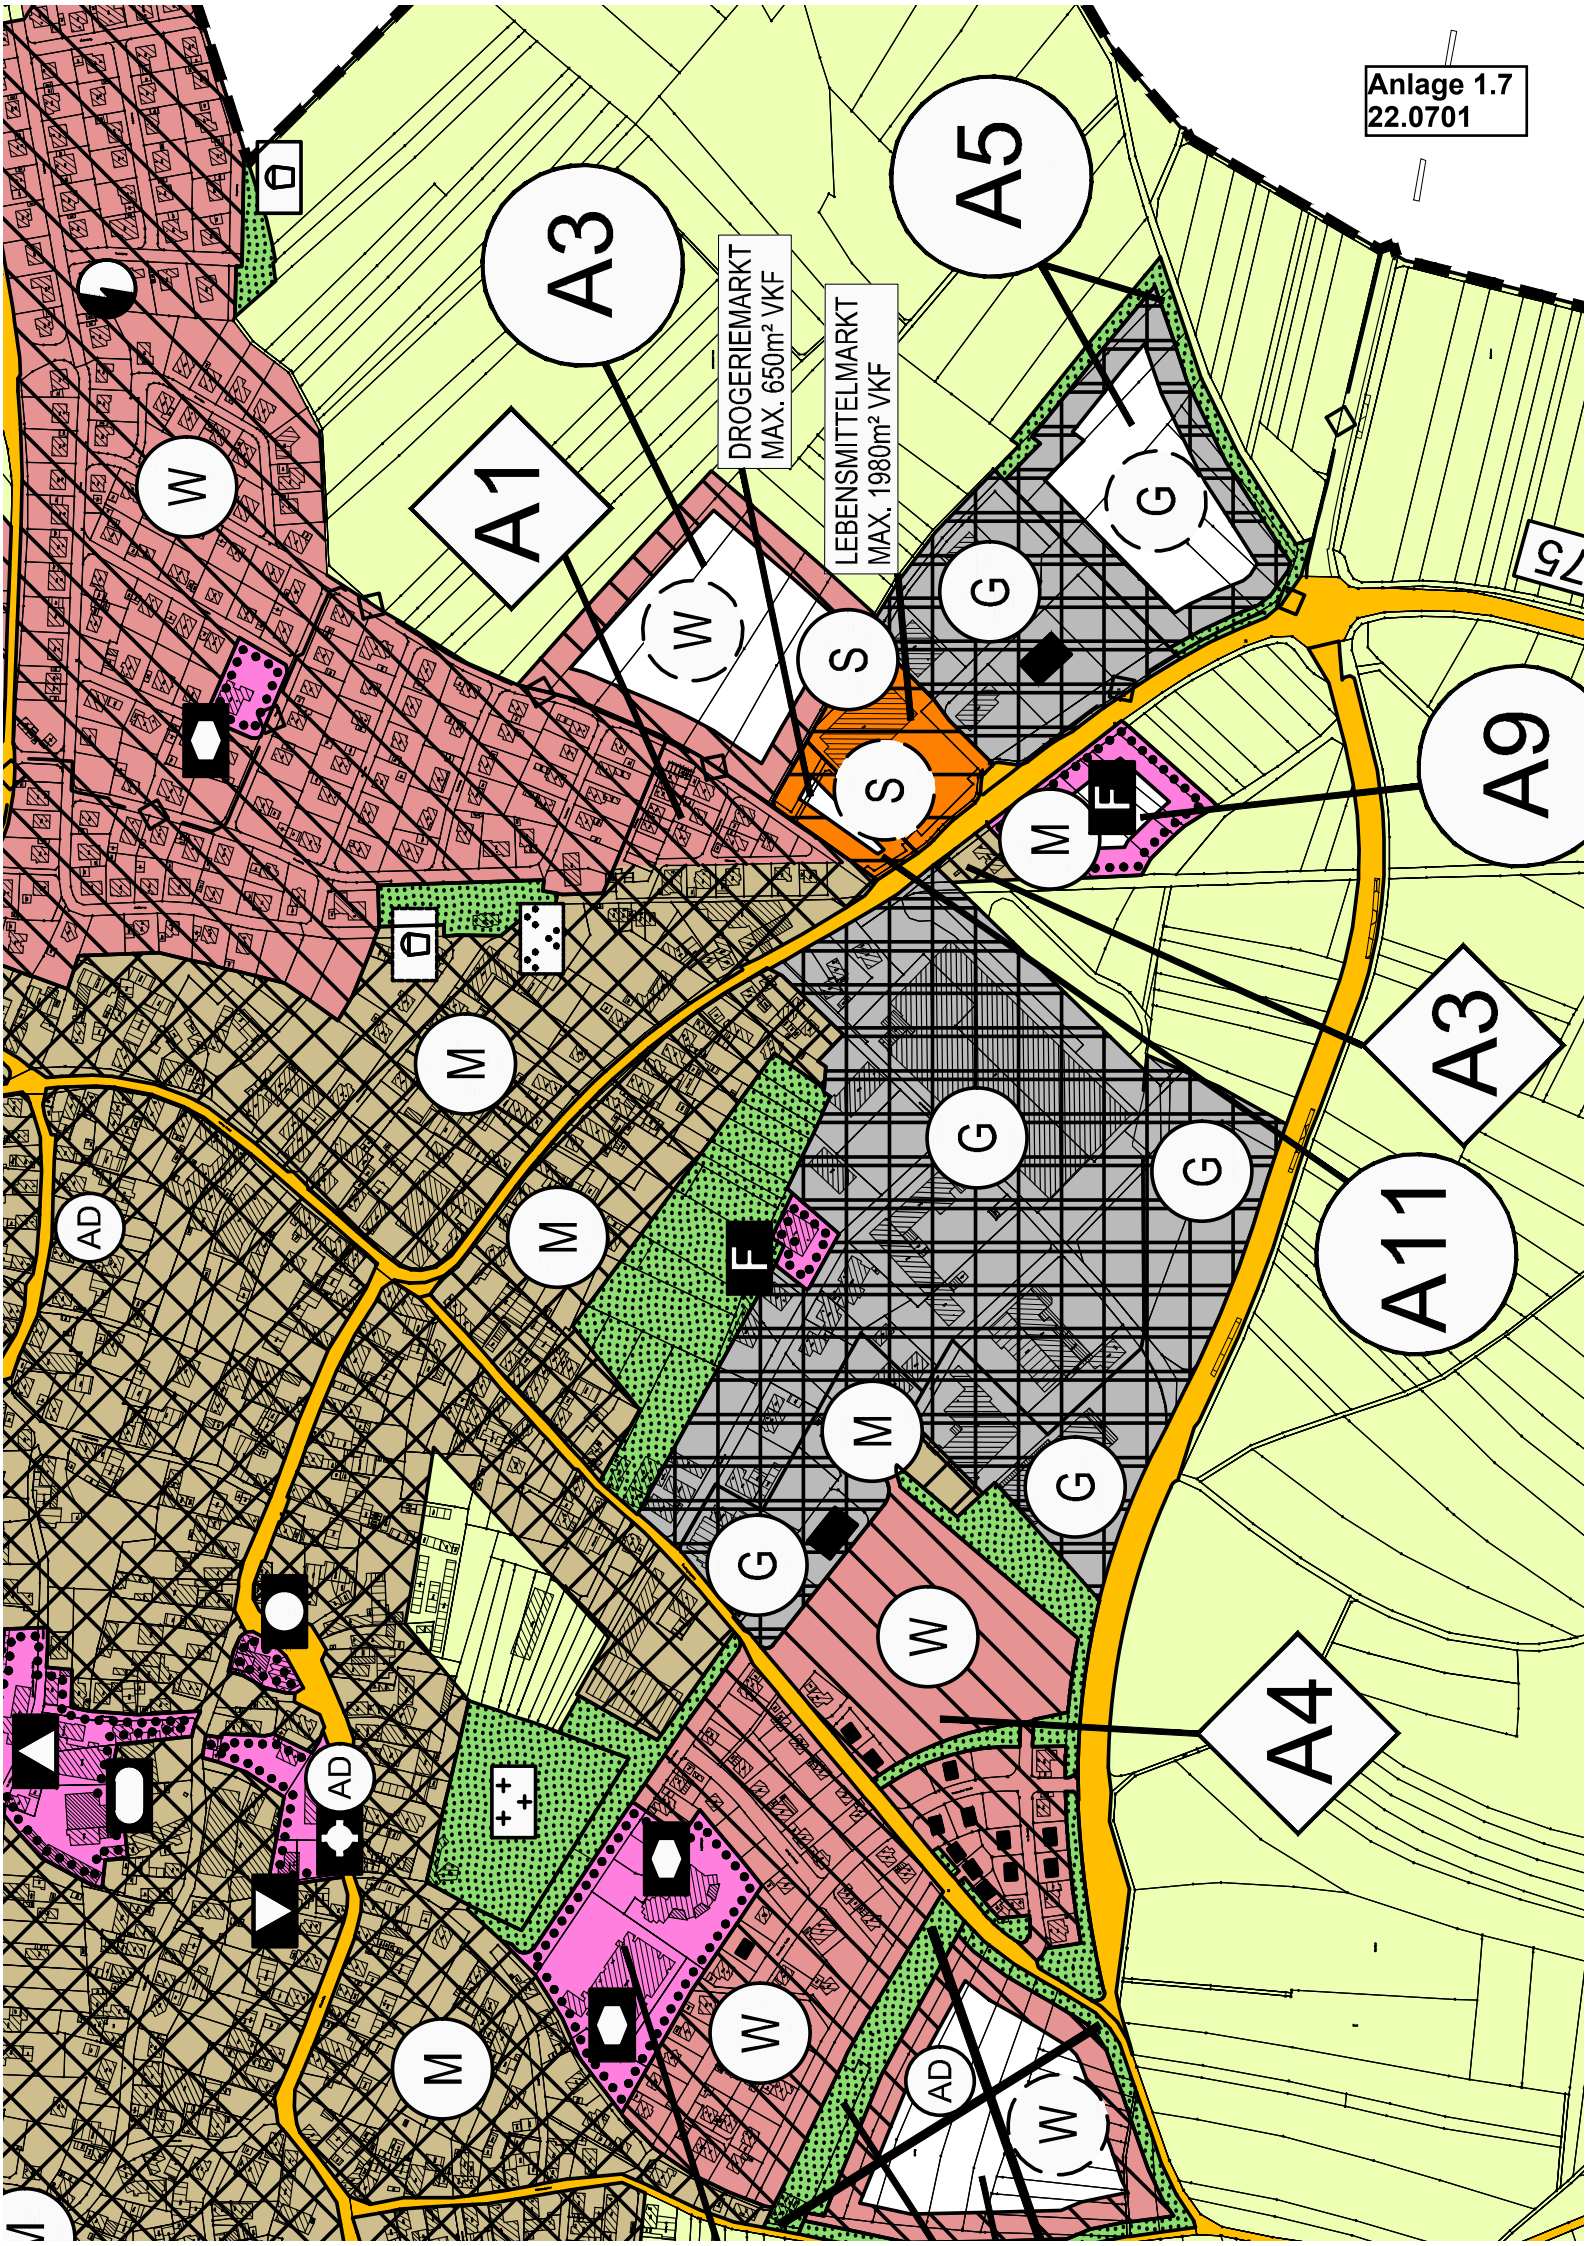 Anlage 1.7
22.0701
A5
A3
DROGERIEMARKT
MAX. 650m² VKF
LEBENSMITTELMARKT
MAX. 1980m² VKF
W
A1
G
G
75
W
S
S
A9
M
F
M
A3
G
G
A11
M
F
AD
M
G
G
W
A4
AD
M
W
AD
W
M